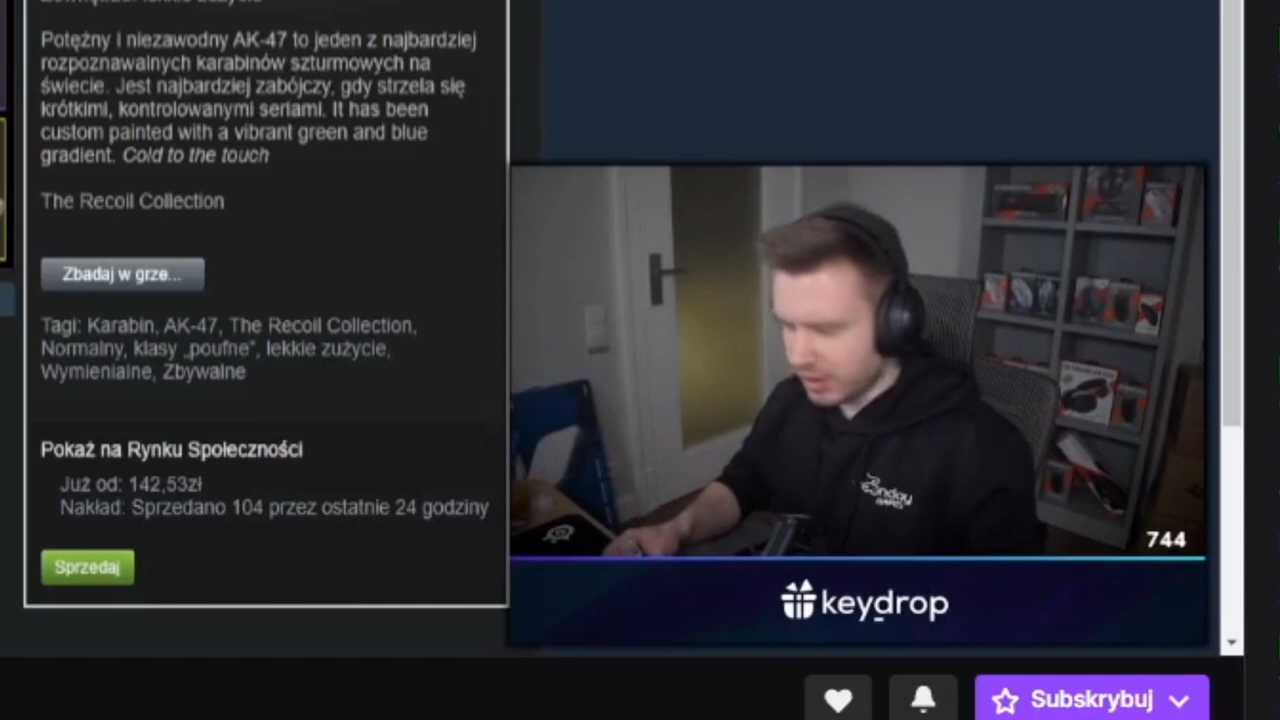 Potężny i niezawodny AK-47 to jeden z najbardziej
rozpoznawalnych karabinów szturmowych na
świecie. Jest najbardziej zabójczy, gdy strzela się
krótkimi, kontrolowanymi seriami. It has been
custom painted with a vibrant green and blue
gradient. Cold to the touch
The Recoil Collection
Zbadaj w grze...
Tagi: Karabin, AK-47, The Recoil Collection,
Normalny, klasy „poufne”, lekkie zużycie,
Wymienialne, Zbywalne
Pokaż na Rynku Społeczności
Już od: 142,53zł
Nakład: Sprzedano 104 przez ostatnie 24 godziny
Sprzedaj
744
keydrop
Subskrybuj